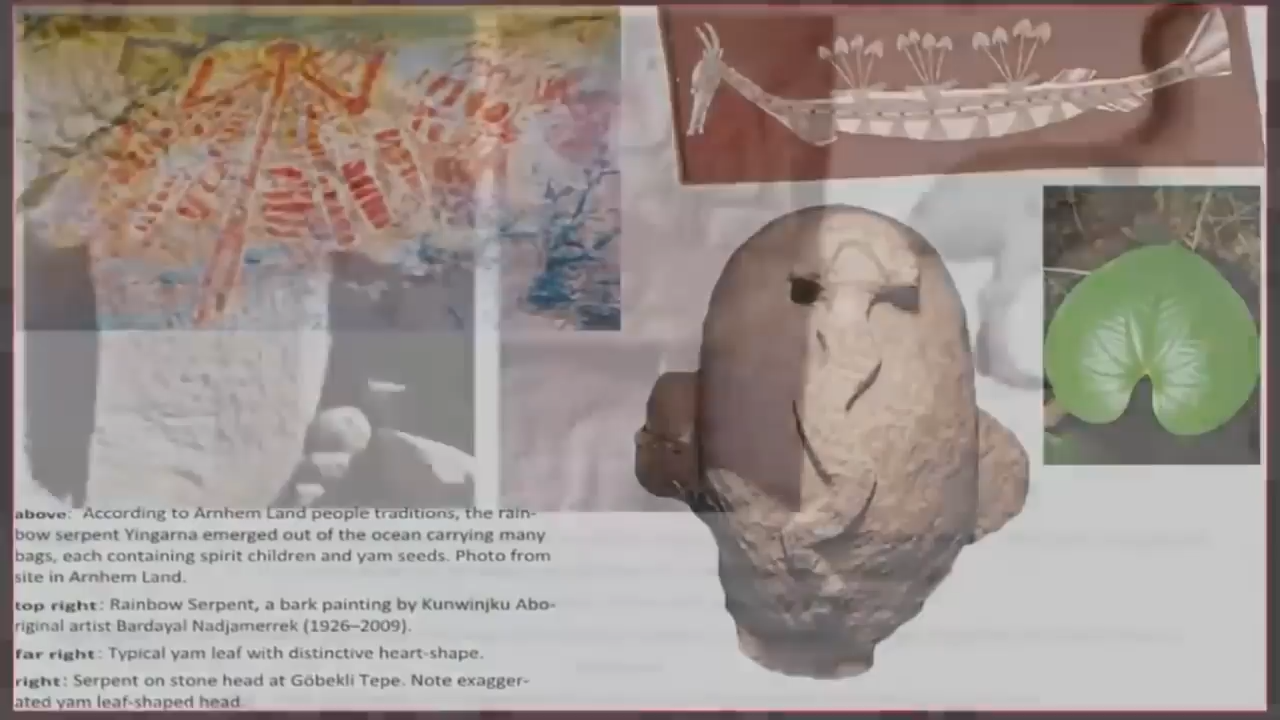 above: According to Arnhem Land people traditions, the rain-
bow serpent Yingarna emerged out of the ocean carrying many
bags, each containing spirit children and yam seeds. Photo from
site in Arnhem Land.
top right: Rainbow Serpent, a bark painting by Kunwinjku Abo-
riginal artist Bardayal Nadjamerrek (1926–2009).
far right: Typical yam leaf with distinctive heart-shape.
right: Serpent on stone head at Göbekli Tepe. Note exagger-
ated yam leaf-shaped head.